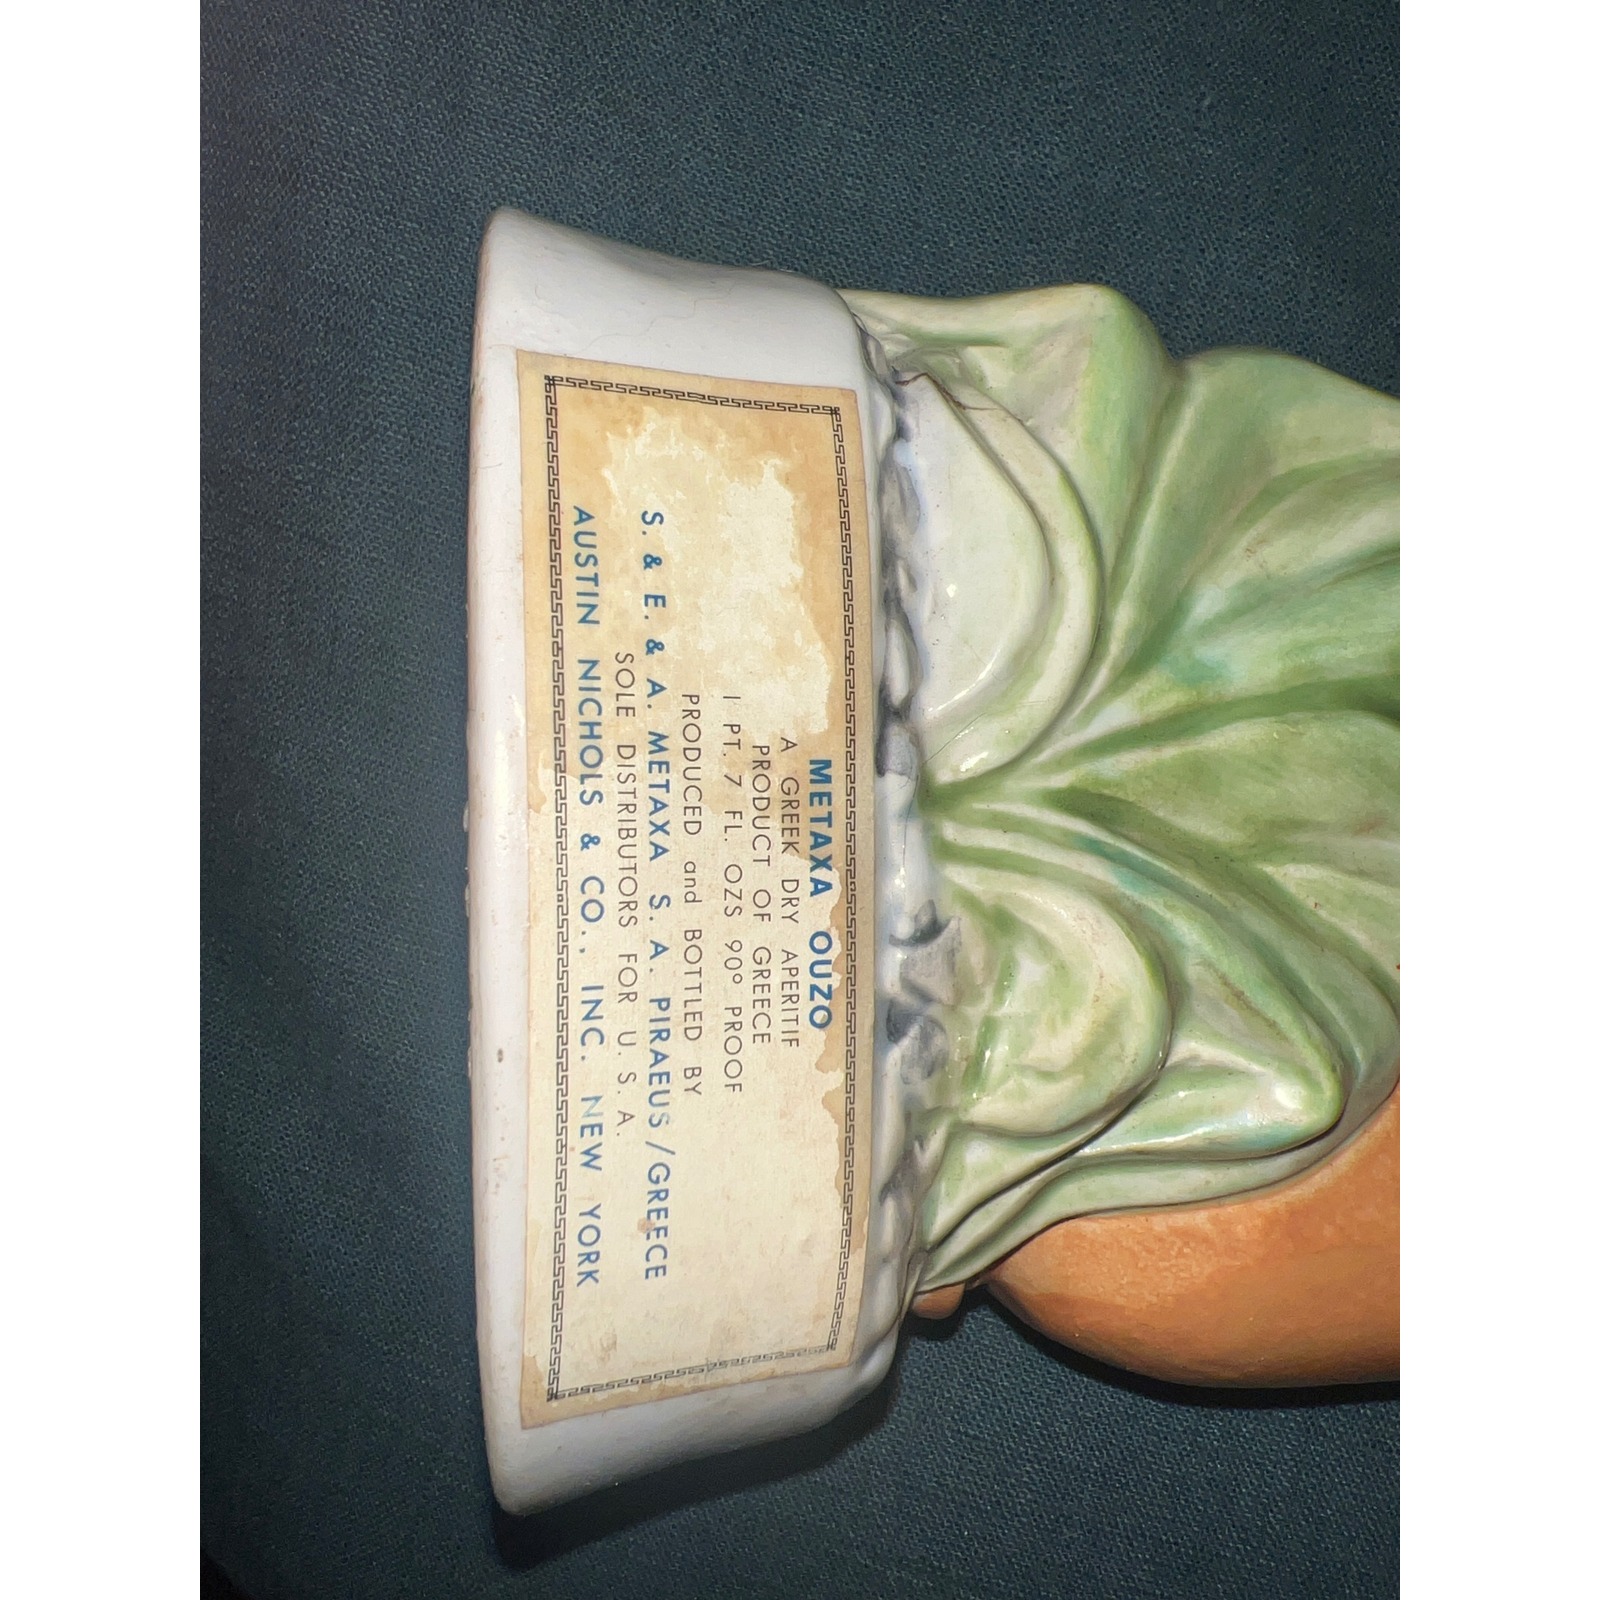 METAXA OUZO
A GREEK DRY APERITIF
PRODUCT OF GREECE
1 PT. 7 FL. OZS 90° PROOF
PRODUCED and BOTTLED BY
S. & E. & A. METAXA S. A. PIRAEUS/GREECE
SOLE DISTRIBUTORS FOR U. S. A.
AUSTIN NICHOLS & CO., INC. NEW YORK